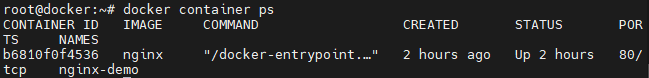 root@docker:~# docker container ps
CONTAINER ID   IMAGE     COMMAND                  CREATED       STATUS       POR
TS     NAMES
b6810f0f4536   nginx     "/docker-entrypoint.…"   2 hours ago   Up 2 hours   80/
tcp    nginx-demo